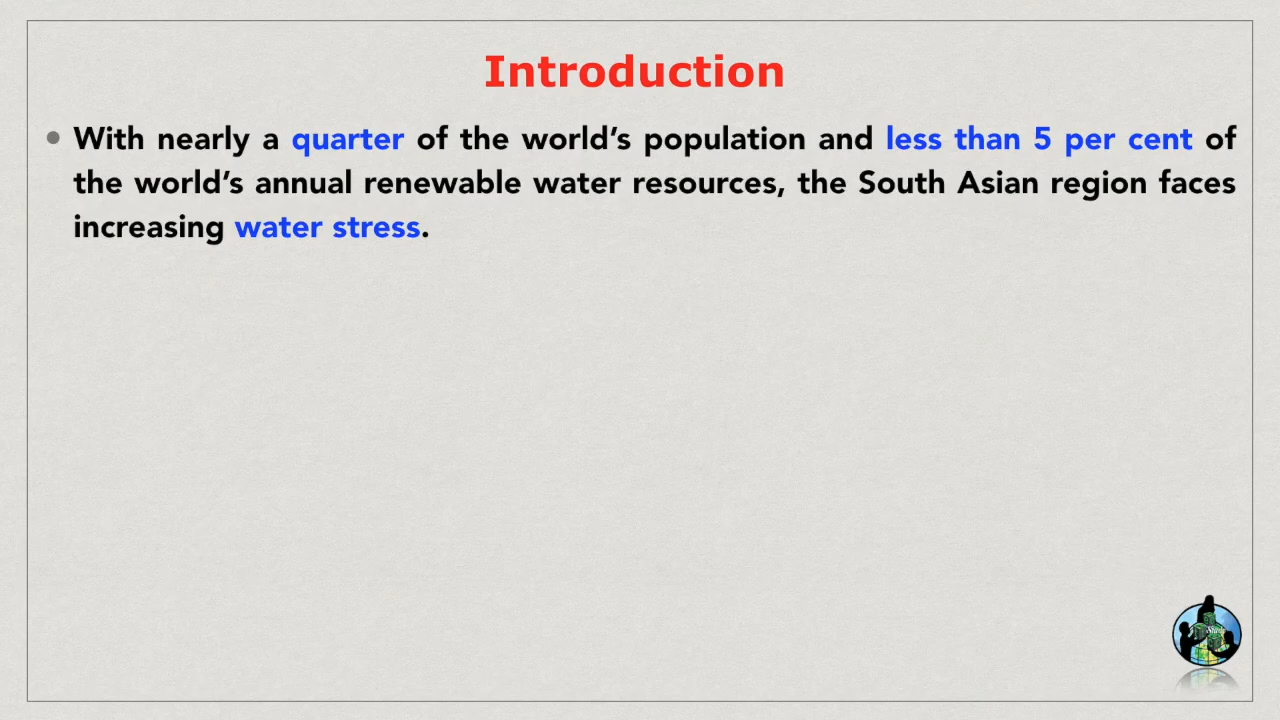 Introduction
With nearly a quarter of the world’s population and less than 5 per cent of
the world’s annual renewable water resources, the South Asian region faces
increasing water stress.